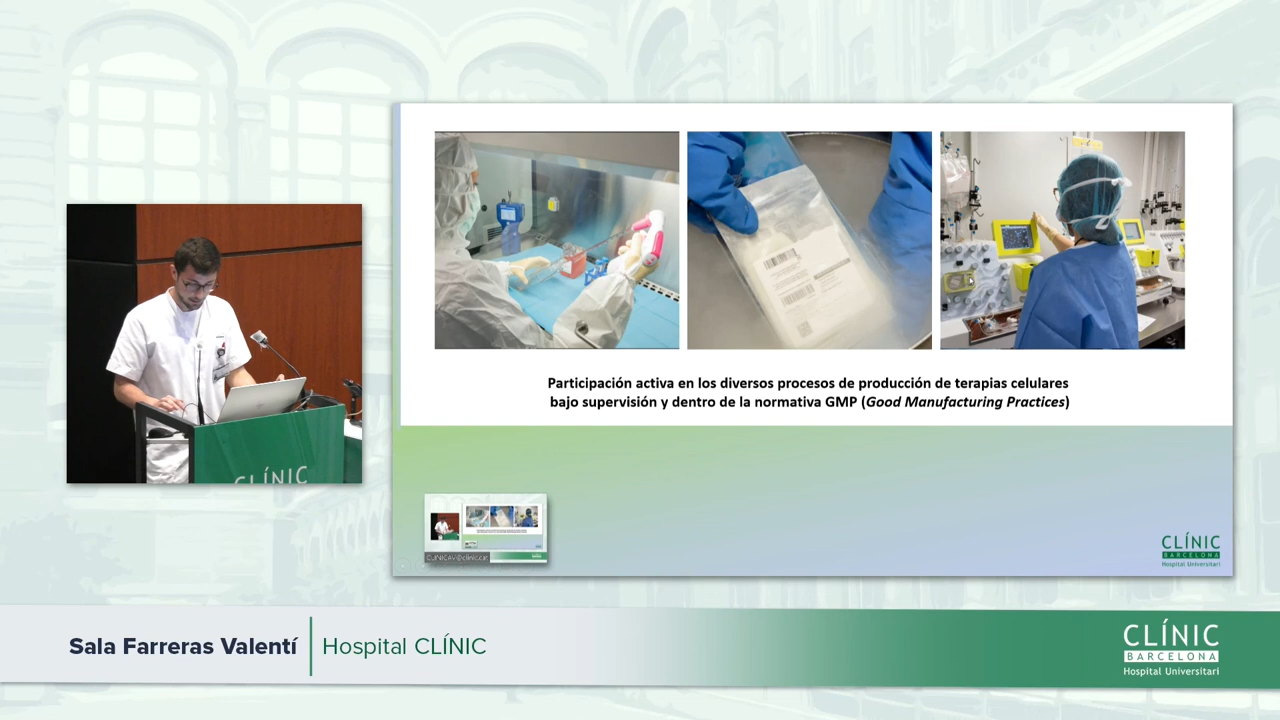 CLÍNIC
Participación activa en los diversos procesos de producción de terapias celulares
bajo supervisión y dentro de la normativa GMP (Good Manufacturing Practices)
CLÍNIC
BARCELONA
Hospital Universitari
Sala Farreras Valentí
Hospital CLÍNIC
CLÍNIC
BARCELONA
Hospital Universitari